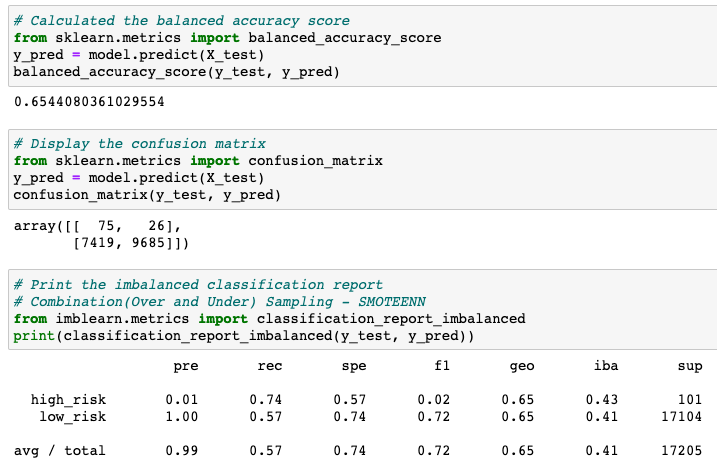 # Calculated the balanced accuracy score
from sklearn.metrics import balanced_accuracy_score
y_pred = model.predict(X_test)
balanced_accuracy_score(y_test, y_pred)
0.6544080361029554
# Display the confusion matrix
from sklearn.metrics import confusion_matrix
y_pred = model.predict(X_test)
confusion_matrix(y_test, y_pred)
array([[  75,   26],
       [7419, 9685]])
# Print the imbalanced classification report
# Combination(Over and Under) Sampling - SMOTEENN
from imblearn.metrics import classification_report_imbalanced
print(classification_report_imbalanced(y_test, y_pred))
                   pre       rec       spe        f1       geo       iba       sup
  high_risk       0.01      0.74      0.57      0.02      0.65      0.43       101
   low_risk       1.00      0.57      0.74      0.72      0.65      0.41     17104
avg / total       0.99      0.57      0.74      0.72      0.65      0.41     17205